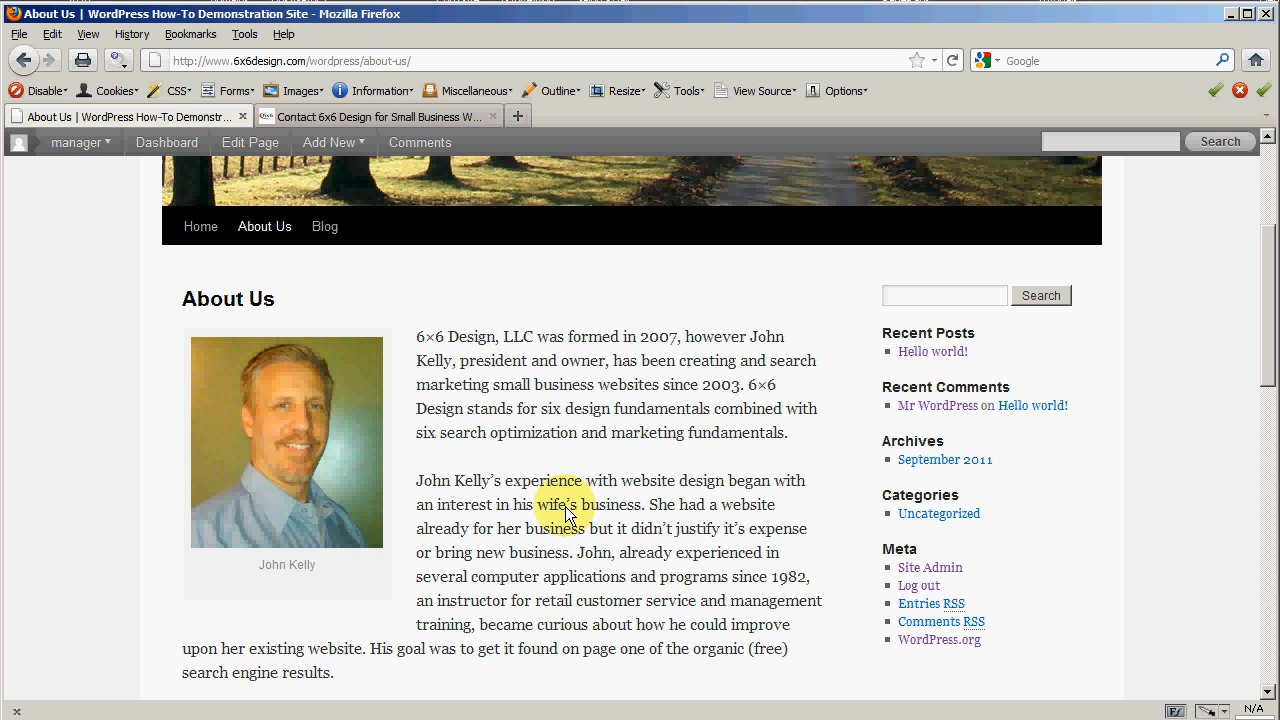 About Us | WordPress How-To Demonstration Site - Mozilla Firefox
File Edit View History Bookmarks Tools Help
http://www.6x6design.com/wordpress/about-us/
Google
Disable Cookies CSS Forms Images Information Miscellaneous Outline Resize Tools View Source Options
About Us | WordPress How-To Demonstr...
Contact 6x6 Design for Small Business W...
manager Dashboard Edit Page Add New Comments
Search
Home About Us Blog
About Us
6×6 Design, LLC was formed in 2007, however John
Kelly, president and owner, has been creating and search
marketing small business websites since 2003. 6×6
Design stands for six design fundamentals combined with
six search optimization and marketing fundamentals.
John Kelly's experience with website design began with
an interest in his wife's business. She had a website
already for her business but it didn't justify it's expense
or bring new business. John, already experienced in
several computer applications and programs since 1982,
an instructor for retail customer service and management
training, became curious about how he could improve
upon her existing website. His goal was to get it found on page one of the organic (free)
search engine results.
John Kelly
Search
Recent Posts
Hello world!
Recent Comments
Mr WordPress on Hello world!
Archives
September 2011
Categories
Uncategorized
Meta
Site Admin
Log out
Entries RSS
Comments RSS
WordPress.org
x
N/A